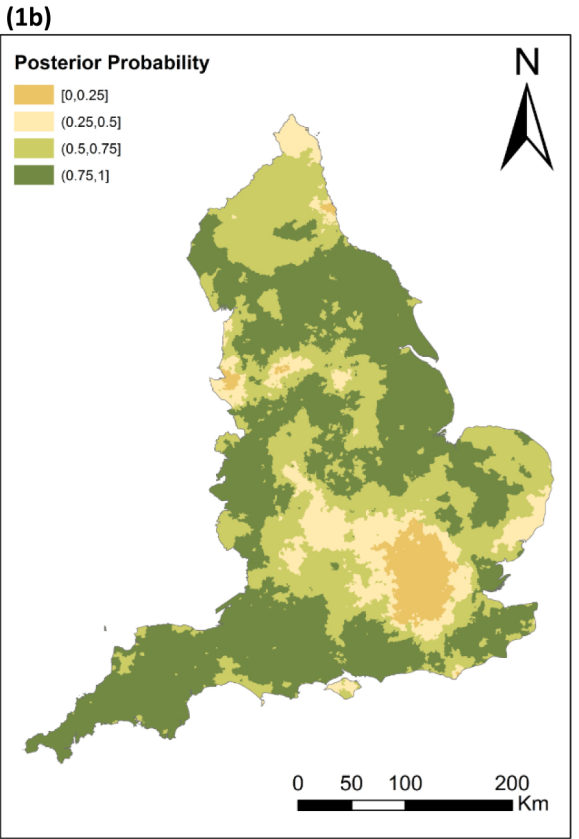 (1b)
Posterior Probability
[0,0.25]
(0.25,0.5]
(0.5,0.75]
(0.75,1]
N
0 50 100 200
Km